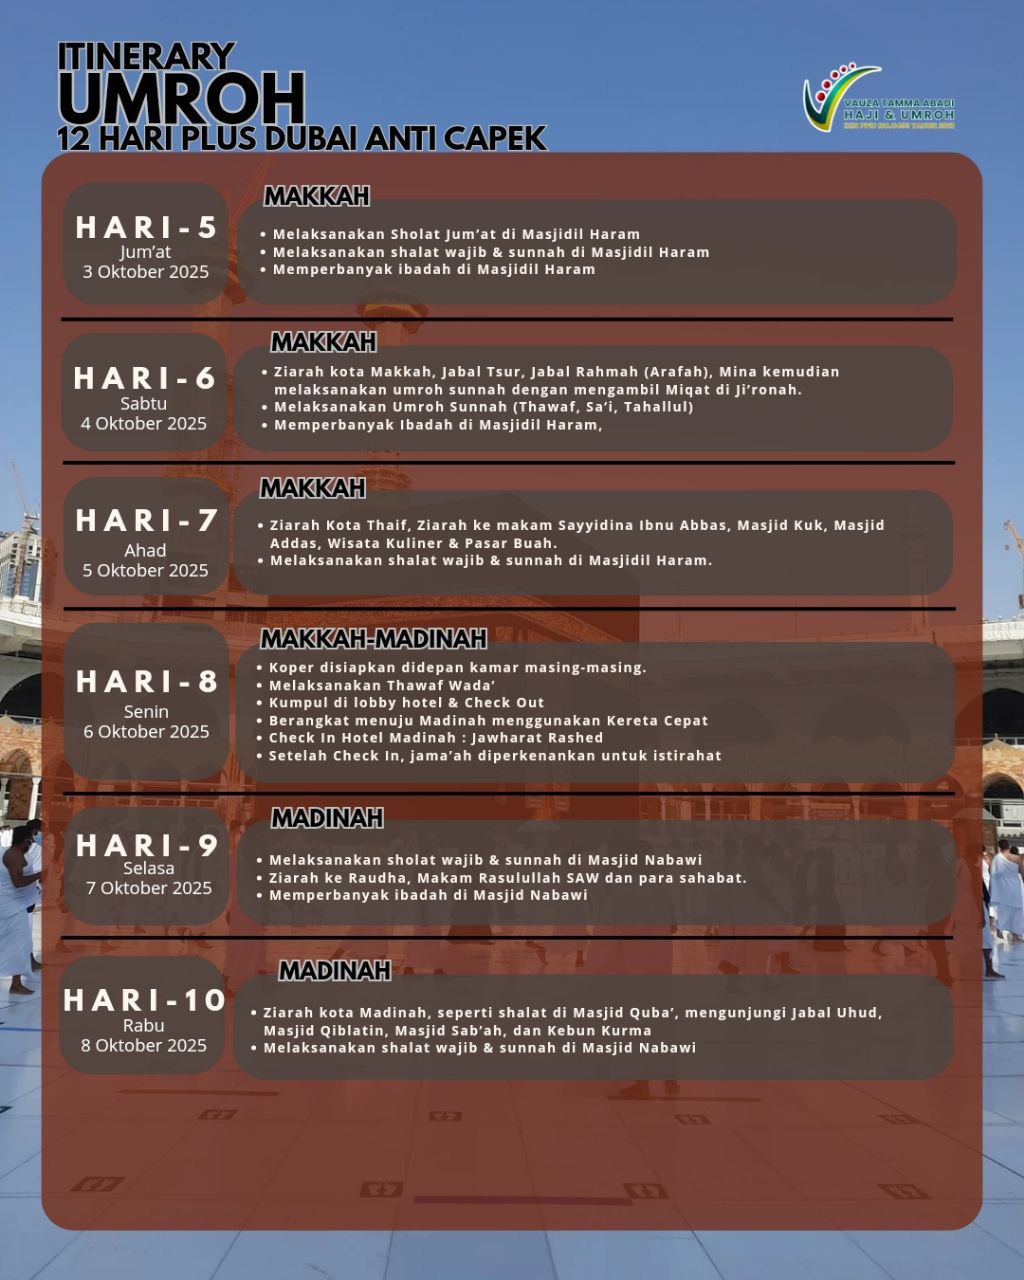 ITINERARY
UMROH
12 HARI PLUS DUBAI ANTI CAPEK
VAUZA TAMMA ABADI
HAJI & UMROH
HARI-5
Jum'at
3 Oktober 2025
MAKKAH
• Melaksanakan Sholat Jum'at di Masjidil Haram
• Melaksanakan shalat wajib & sunnah di Masjidil Haram
• Memperbanyak ibadah di Masjidil Haram
HARI-6
Sabtu
4 Oktober 2025
MAKKAH
• Ziarah kota Makkah, Jabal Tsur, Jabal Rahmah (Arafah), Mina kemudian
melaksanakan umroh sunnah dengan mengambil Miqat di Ji'ronah.
• Melaksanakan Umroh Sunnah (Thawaf, Sa'i, Tahallul)
• Memperbanyak Ibadah di Masjidil Haram,
HARI-7
Ahad
5 Oktober 2025
MAKKAH
• Ziarah Kota Thaif, Ziarah ke makam Sayyidina Ibnu Abbas, Masjid Kuk, Masjid
Addas, Wisata Kuliner & Pasar Buah.
• Melaksanakan shalat wajib & sunnah di Masjidil Haram.
HARI-8
Senin
6 Oktober 2025
MAKKAH-MADINAH
• Koper disiapkan didepan kamar masing-masing.
• Melaksanakan Thawaf Wada'
• Kumpul di lobby hotel & Check Out
• Berangkat menuju Madinah menggunakan Kereta Cepat
• Check In Hotel Madinah : Jawharat Rashed
• Setelah Check In, jama'ah diperkenankan untuk istirahat
HARI-9
Selasa
7 Oktober 2025
MADINAH
• Melaksanakan sholat wajib & sunnah di Masjid Nabawi
• Ziarah ke Raudha, Makam Rasulullah SAW dan para sahabat.
• Memperbanyak ibadah di Masjid Nabawi
HARI-10
Rabu
8 Oktober 2025
MADINAH
• Ziarah kota Madinah, seperti shalat di Masjid Quba', mengunjungi Jabal Uhud,
Masjid Qiblatin, Masjid Sab'ah, dan Kebun Kurma
• Melaksanakan shalat wajib & sunnah di Masjid Nabawi